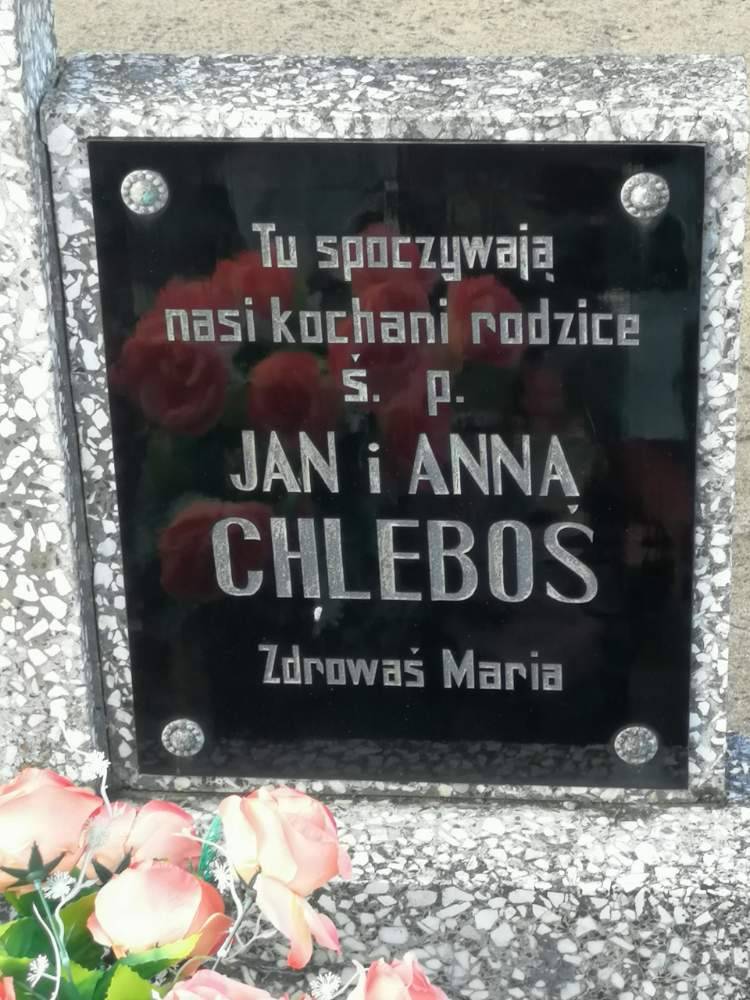 Tu spoczywają
nasi kochani rodzice
ś. p.
JAN i ANNA
CHLEBOŚ
Zdrowaś Maria